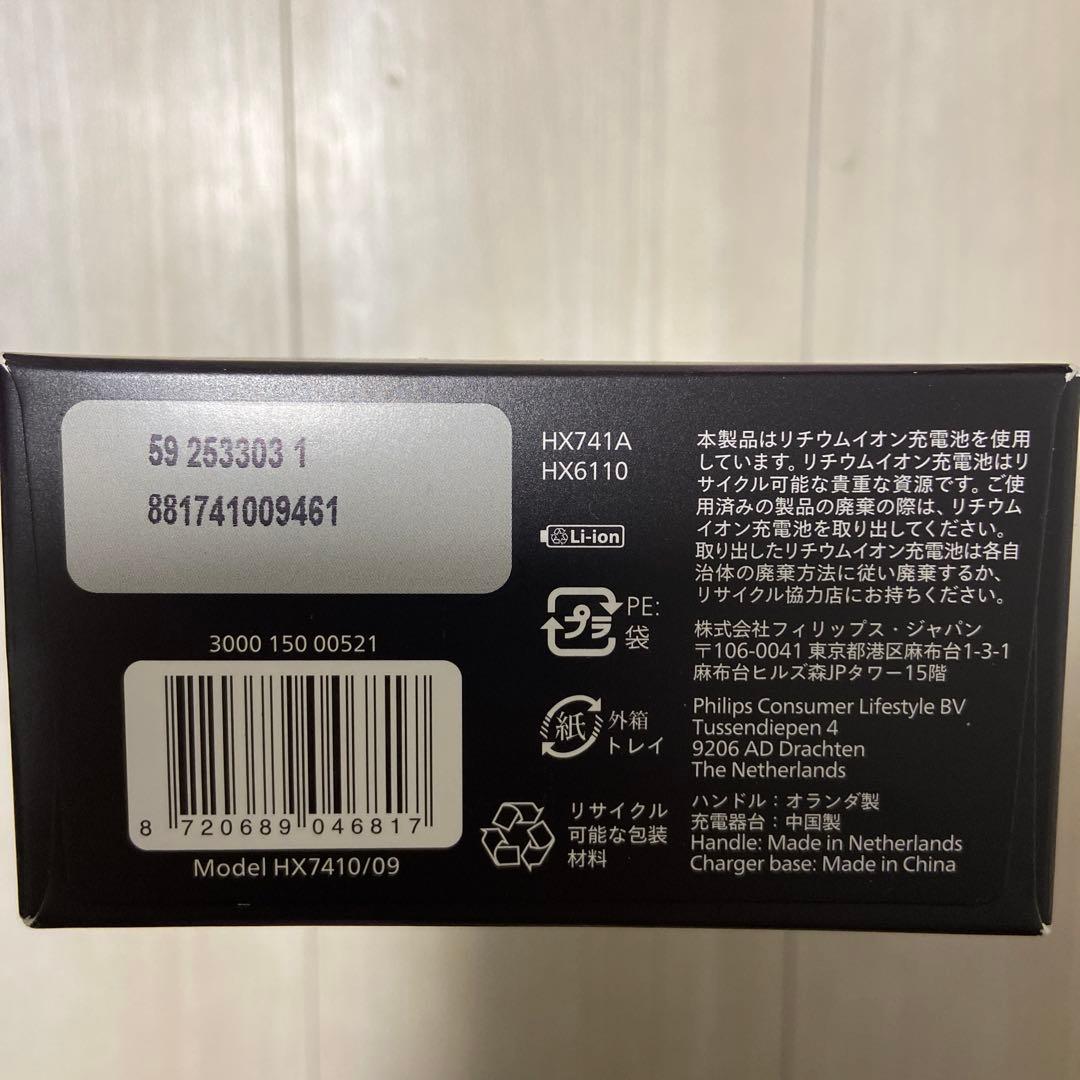 59 253303 1
881741009461
3000 150 00521
8 720689 046817
Model HX7410/09
HX741A
HX6110
Li-ion
プラ
PE:
袋
紙
外箱
トレイ
リサイクル
可能な包装
材料
本製品はリチウムイオン充電池を使用
しています。リチウムイオン充電池はリ
サイクル可能な貴重な資源です。ご使
用済みの製品の廃棄の際は、リチウム
イオン充電池を取り出してください。
取り出したリチウムイオン充電池は各自
治体の廃棄方法に従い廃棄するか、
リサイクル協力店にお持ちください。
株式会社フィリップス・ジャパン
〒106-0041 東京都港区麻布台1-3-1
麻布台ヒルズ森JPタワー15階
Philips Consumer Lifestyle BV
Tussendiepen 4
9206 AD Drachten
The Netherlands
ハンドル：オランダ製
充電器台：中国製
Handle: Made in Netherlands
Charger base: Made in China